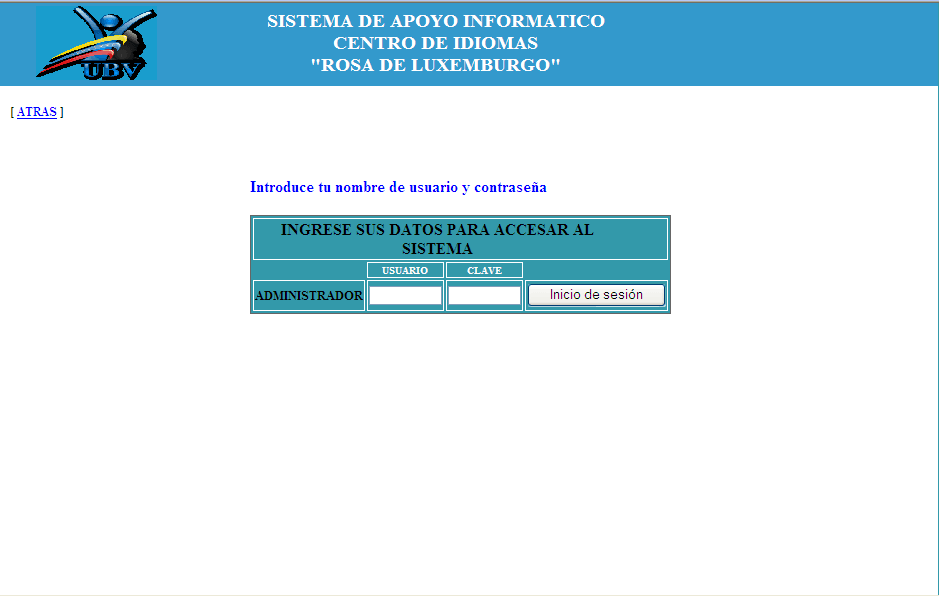 UBV
SISTEMA DE APOYO INFORMATICO
CENTRO DE IDIOMAS
"ROSA DE LUXEMBURGO"
[ ATRAS ]
Introduce tu nombre de usuario y contraseña
INGRESE SUS DATOS PARA ACCESAR AL
SISTEMA
USUARIO CLAVE
ADMINISTRADOR Inicio de sesión